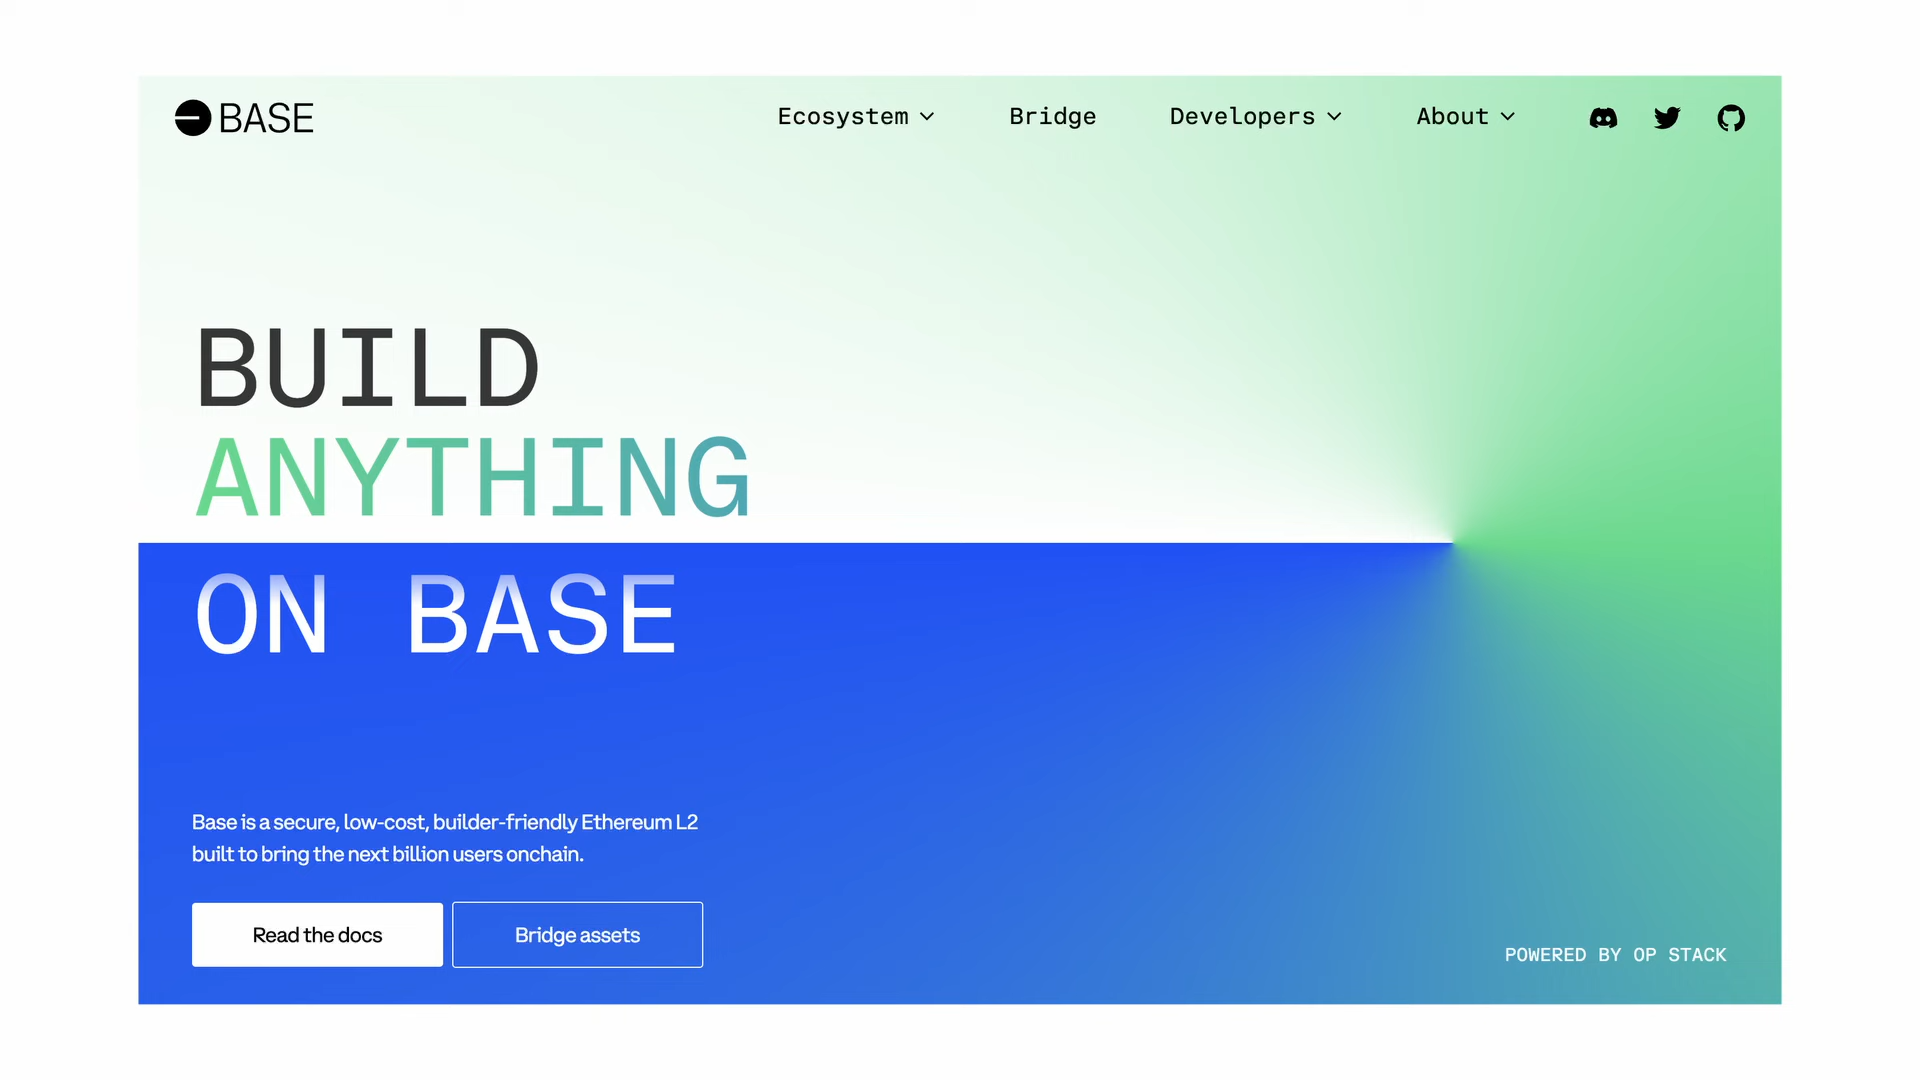 BASE
Ecosystem
Bridge
Developers
About
BUILD
ANYTHING
ON BASE
Base is a secure, low-cost, builder-friendly Ethereum L2
built to bring the next billion users onchain.
Read the docs
Bridge assets
POWERED BY OP STACK